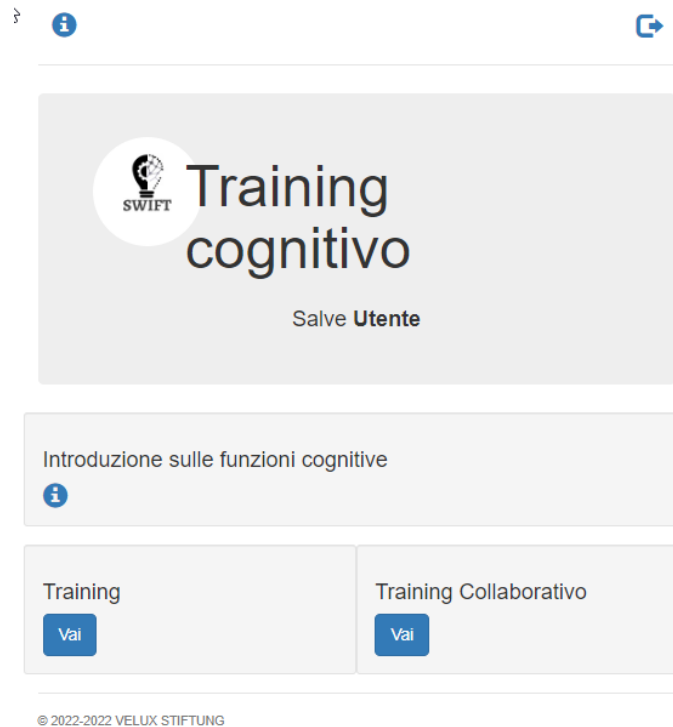 SWIFT
Training
cognitivo
Salve Utente
Introduzione sulle funzioni cognitive
Training
Vai
Training Collaborativo
Vai
© 2022-2022 VELUX STIFTUNG